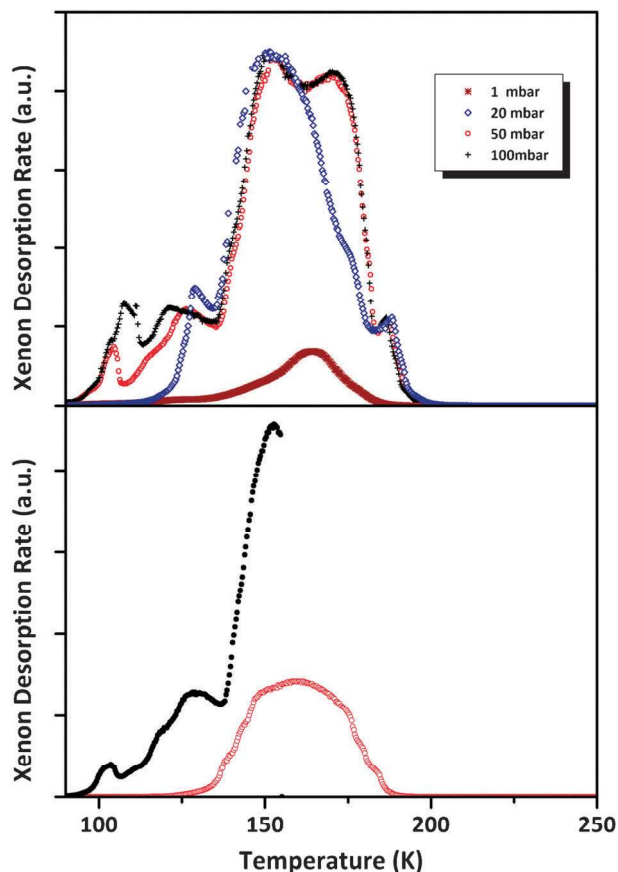 Xenon Desorption Rate (a.u.)
1 mbar
20 mbar
50 mbar
100mbar
Xenon Desorption Rate (a.u.)
100
150
200
250
Temperature (K)